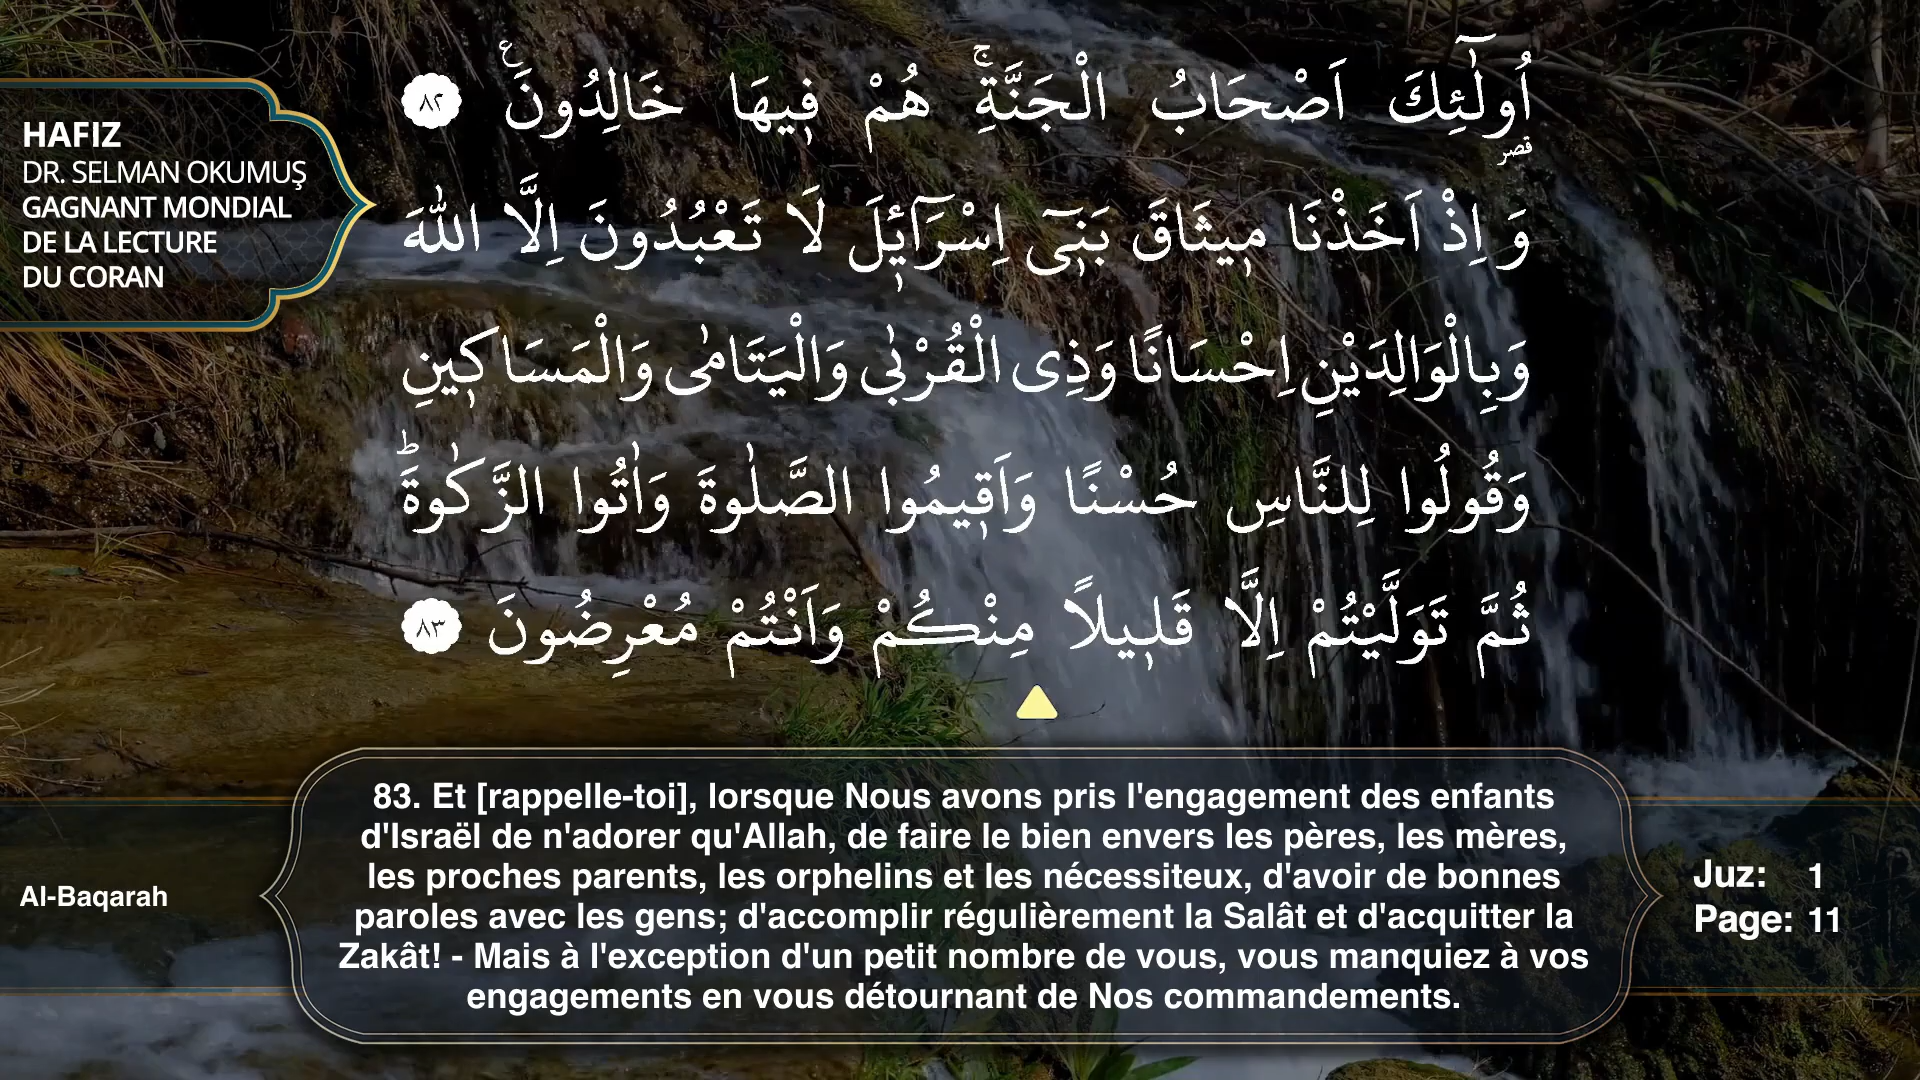 اُولٰٓئِكَ اَصْحَابُ الْجَنَّةِۚ هُمْ ف۪يهَا خَالِدُونَ۟ ٨٢
قصر
وَ اِذْ اَخَذْنَا م۪يثَاقَ بَن۪ٓى اِسْرَٓائ۪لَ لَا تَعْبُدُونَ اِلَّا اللّٰهَ
وَبِالْوَالِدَيْنِ اِحْسَانًا وَذِى الْقُرْبٰى وَالْيَتَامٰى وَالْمَسَاك۪ينِ
وَقُولُوا لِلنَّاسِ حُسْنًا وَاَق۪يمُوا الصَّلٰوةَ وَاٰتُوا الزَّكٰوةَۜ
ثُمَّ تَوَلَّيْتُمْ اِلَّا قَل۪يلًا مِنْكُمْ وَاَنْتُمْ مُعْرِضُونَ ٨٣
HAFIZ
DR. SELMAN OKUMUŞ
GAGNANT MONDIAL
DE LA LECTURE
DU CORAN
83. Et [rappelle-toi], lorsque Nous avons pris l'engagement des enfants
d'Israël de n'adorer qu'Allah, de faire le bien envers les pères, les mères,
les proches parents, les orphelins et les nécessiteux, d'avoir de bonnes
paroles avec les gens; d'accomplir régulièrement la Salât et d'acquitter la
Zakât! - Mais à l'exception d'un petit nombre de vous, vous manquiez à vos
engagements en vous détournant de Nos commandements.
Al-Baqarah
Juz: 1
Page: 11